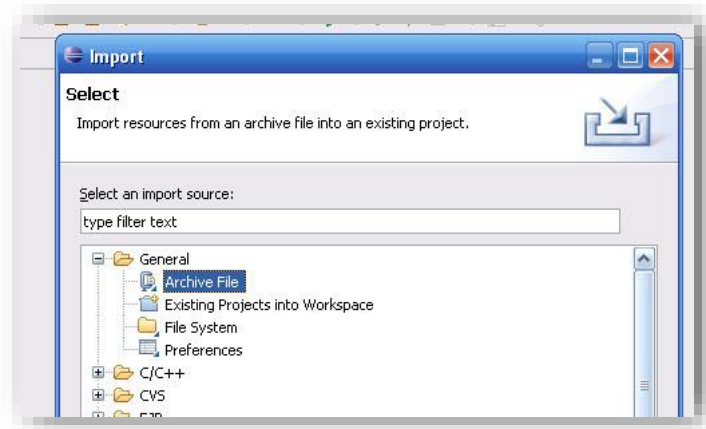 Import
Select
Import resources from an archive file into an existing project.
Select an import source:
type filter text
General
Archive File
Existing Projects into Workspace
File System
Preferences
C/C++
CVS